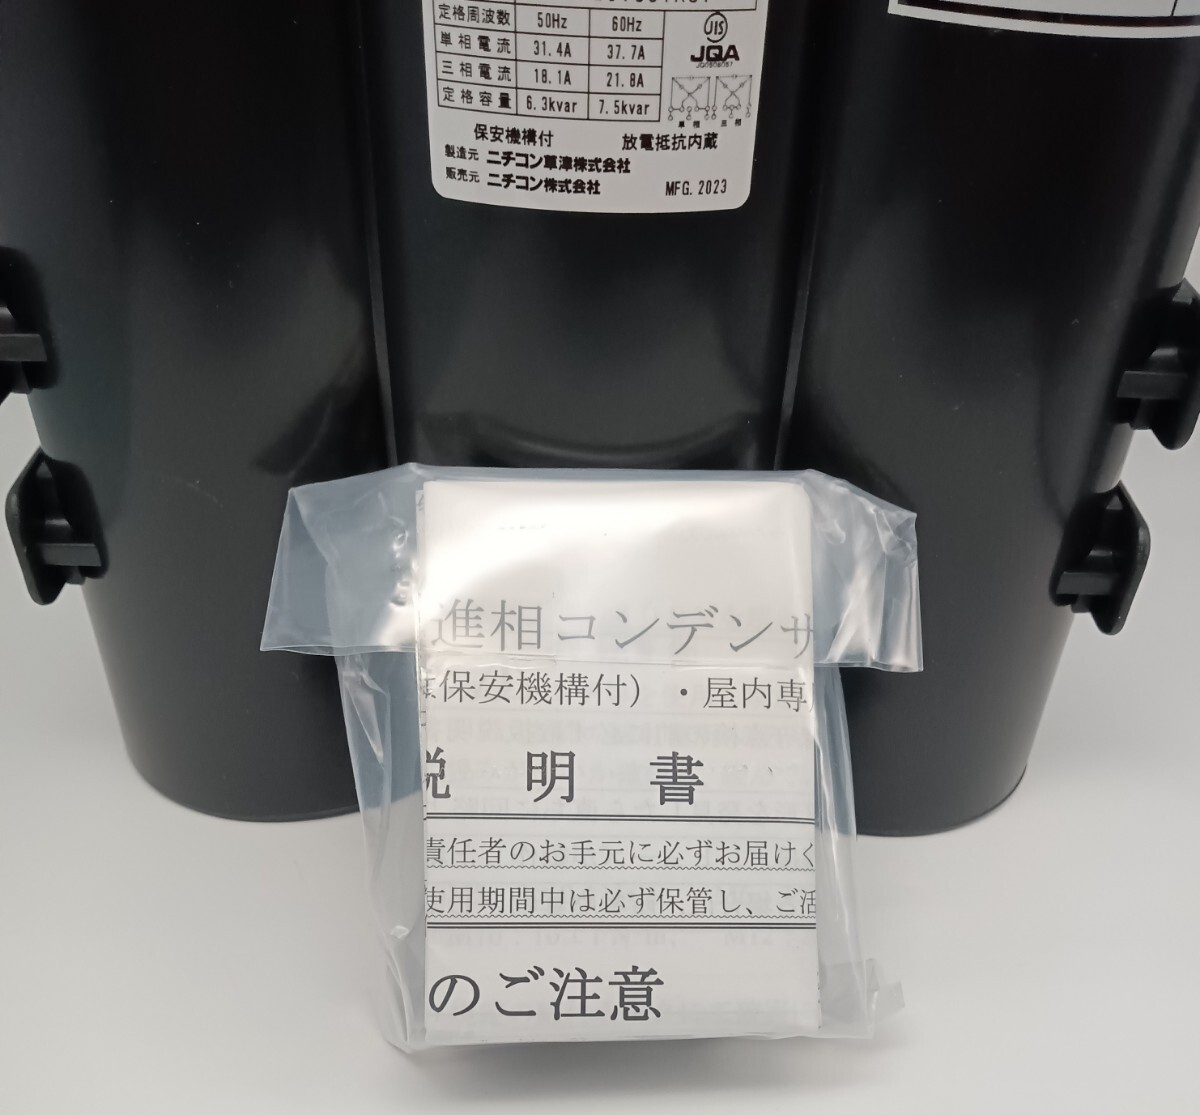 定格周波数 50Hz 60Hz
単相電流 31.4A 37.7A
三相電流 18.1A 21.8A
定格容量 6.3kvar 7.5kvar
JIS
JQA
単相 三相
保安機構付 放電抵抗内蔵
製造元 ニチコン草津株式会社
販売元 ニチコン株式会社 MFG. 2023
進相コンデンサ
保安機構付）・屋内専
説明書
責任者のお手元に必ずお届けく
使用期間中は必ず保管し、ご活
のご注意